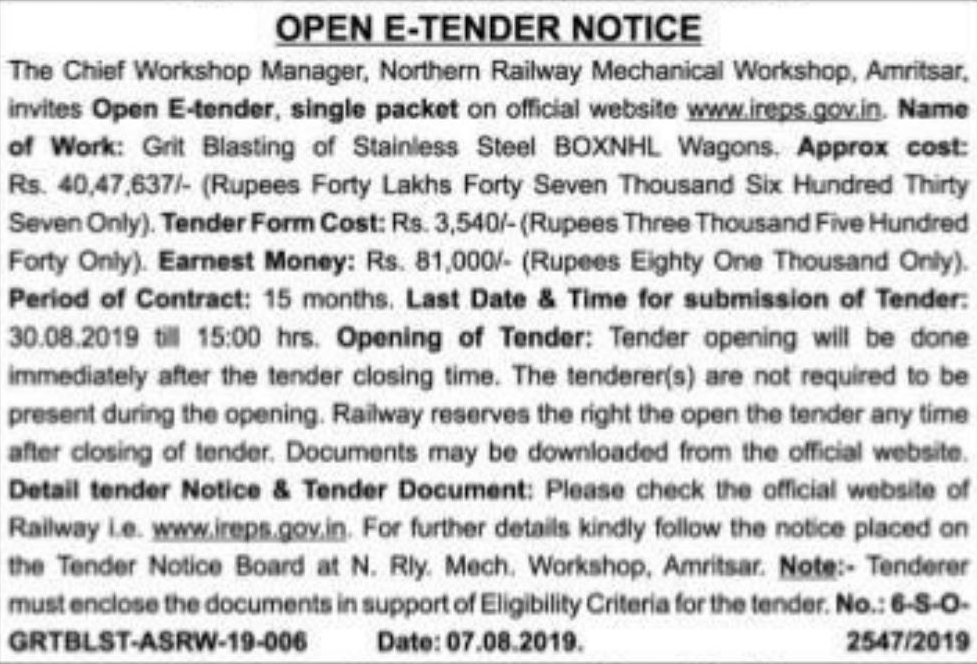 OPEN E-TENDER NOTICE
The Chief Workshop Manager, Northern Railway Mechanical Workshop, Amritsar,
invites Open E-tender, single packet on official website www.ireps.gov.in. Name
of Work: Grit Blasting of Stainless Steel BOXNHL Wagons. Approx cost:
Rs. 40,47,637/- (Rupees Forty Lakhs Forty Seven Thousand Six Hundred Thirty
Seven Only). Tender Form Cost: Rs. 3,540/- (Rupees Three Thousand Five Hundred
Forty Only). Earnest Money: Rs. 81,000/- (Rupees Eighty One Thousand Only).
Period of Contract: 15 months. Last Date & Time for submission of Tender:
30.08.2019 till 15:00 hrs. Opening of Tender: Tender opening will be done
immediately after the tender closing time. The tenderer(s) are not required to be
present during the opening. Railway reserves the right the open the tender any time
after closing of tender. Documents may be downloaded from the official website.
Detail tender Notice & Tender Document: Please check the official website of
Railway i.e. www.ireps.gov.in. For further details kindly follow the notice placed on
the Tender Notice Board at N. Rly. Mech. Workshop, Amritsar. Note:- Tenderer
must enclose the documents in support of Eligibility Criteria for the tender. No.: 6-S-O-
GRTBLST-ASRW-19-006 Date: 07.08.2019. 2547/2019